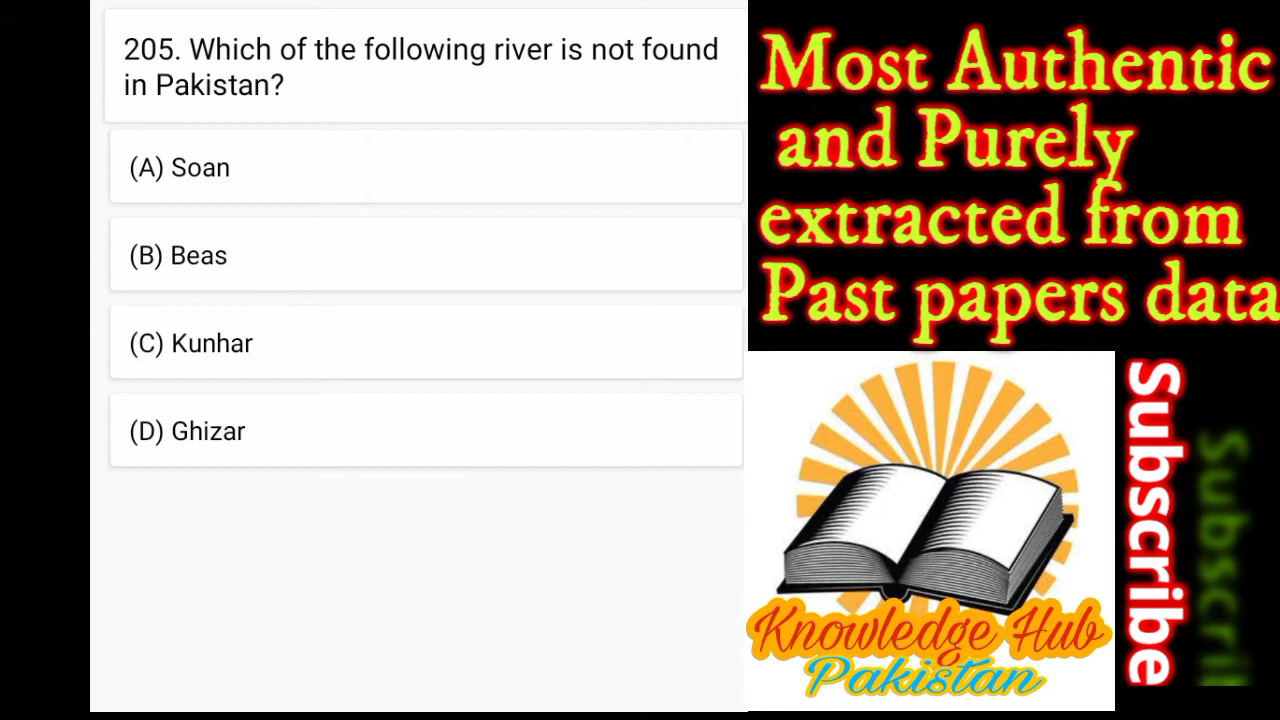 205. Which of the following river is not found
in Pakistan?
(A) Soan
(B) Beas
(C) Kunhar
(D) Ghizar
Most Authentic
and Purely
extracted from
Past papers data
Knowledge Hub
Pakistan
Subscribe